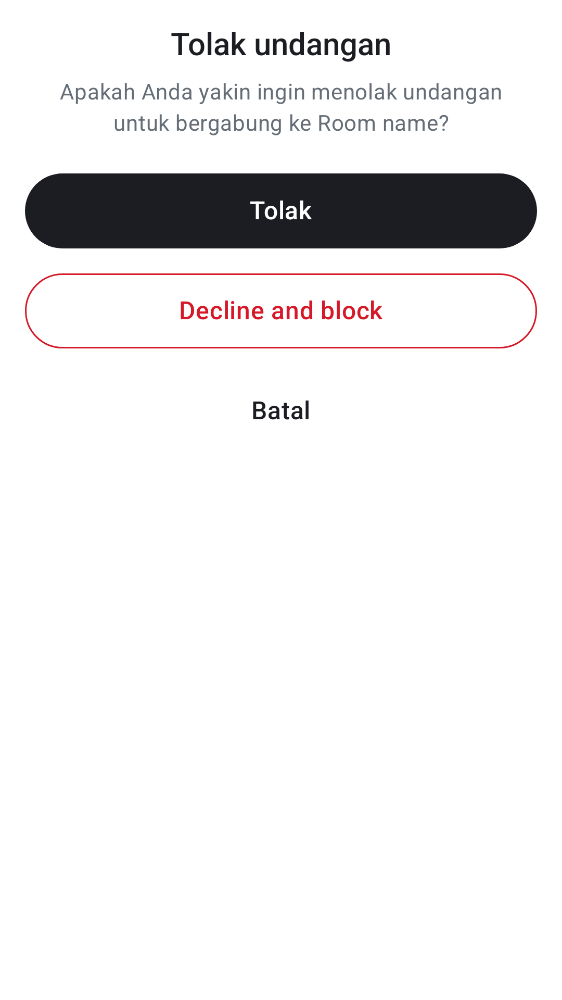 Tolak undangan
Apakah Anda yakin ingin menolak undangan
untuk bergabung ke Room name?
Tolak
Decline and block
Batal